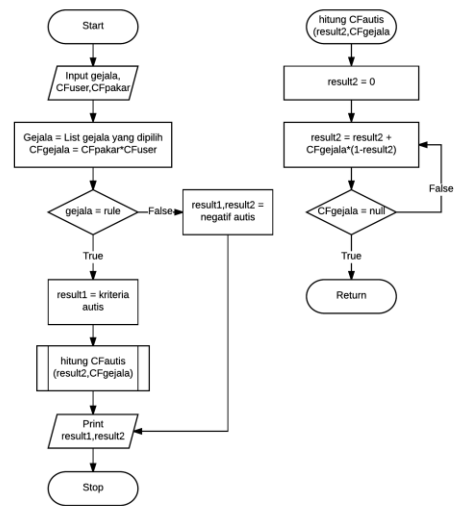 Start
Input gejala,
CFuser,CFpakar
Gejala = List gejala yang dipilih
CFgejala = CFpakar*CFuser
gejala = rule
False
result1,result2 =
negatif autis
True
result1 = kriteria
autis
hitung CFautis
(result2,CFgejala)
Print
result1,result2
Stop
hitung CFautis
(result2,CFgejala
result2 = 0
result2 = result2 +
CFgejala*(1-result2)
False
CFgejala = null
True
Return